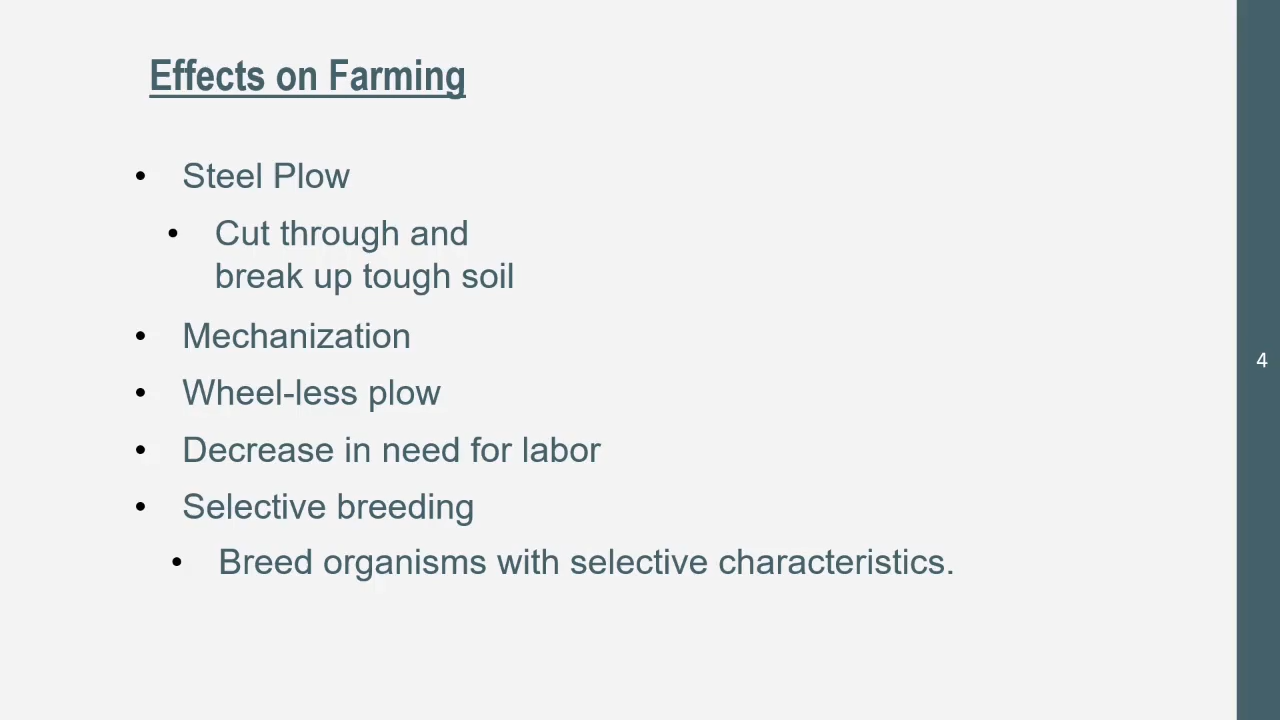 Effects on Farming
• Steel Plow
• Cut through and
break up tough soil
• Mechanization
• Wheel-less plow
• Decrease in need for labor
• Selective breeding
• Breed organisms with selective characteristics.
4